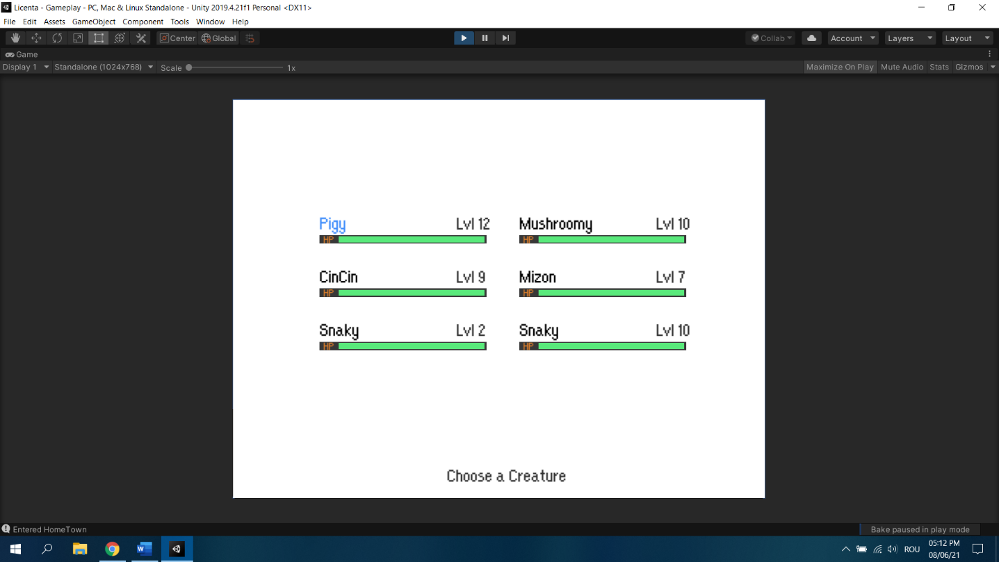 Licenta - Gameplay - PC, Mac & Linux Standalone - Unity 2019.4.21f1 Personal <DX11>
File Edit Assets GameObject Component Tools Window Help
Center Global Collab Account Layers Layout
Game
Display 1 Standalone (1024x768) Scale 1x Maximize On Play Mute Audio Stats Gizmos
Pigy Lvl 12 Mushroomy Lvl 10
HP HP
CinCin Lvl 9 Mizon Lvl 7
HP HP
Snaky Lvl 2 Snaky Lvl 10
HP HP
Choose a Creature
Entered HomeTown Bake paused in play mode
ROU 05:12 PM
08/06/21